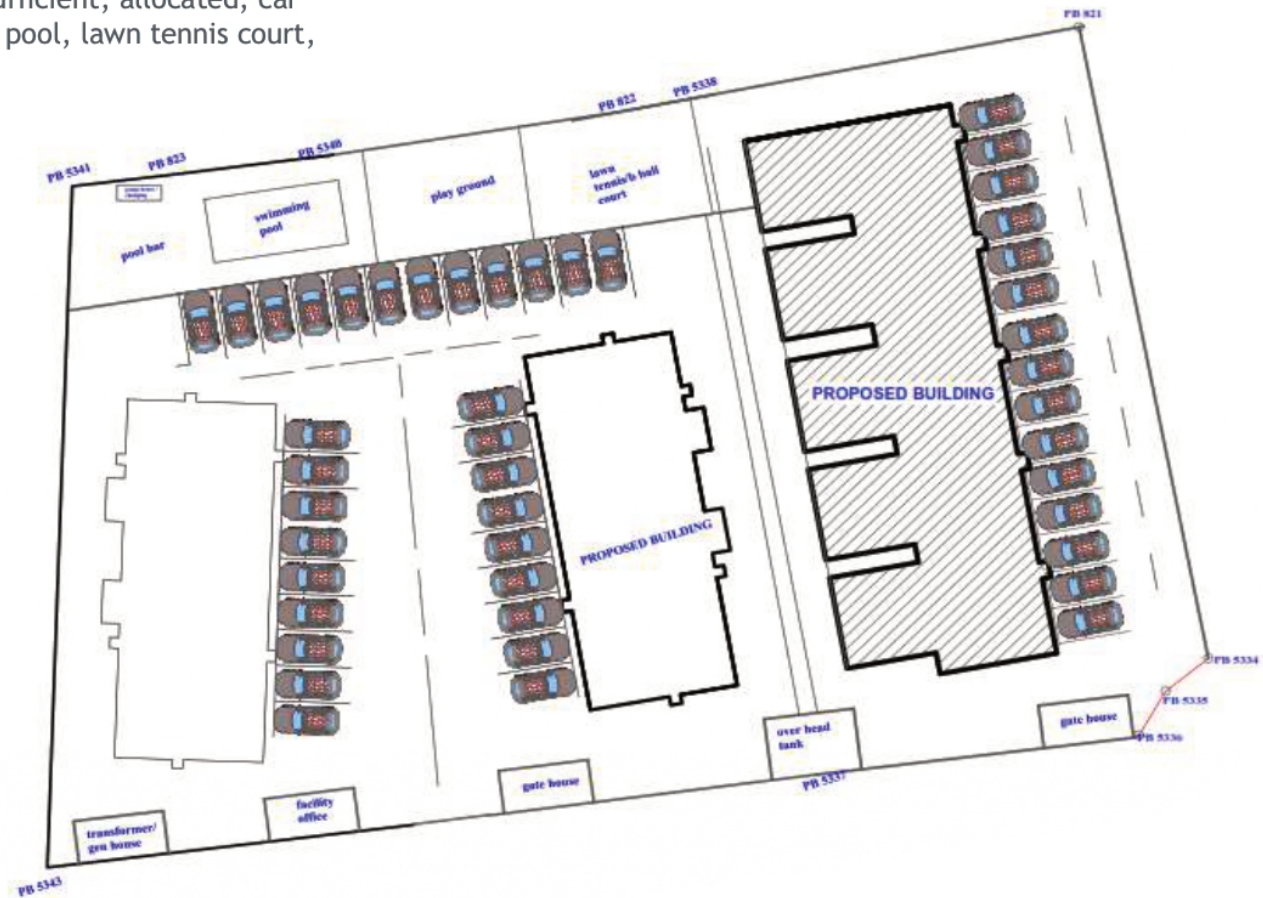 sufficient, allocated, car
pool, lawn tennis court,
PB 821
PB 5338
PB 822
PB 5340
PB 823
PB 5341
swimming
pool
play ground
lawn
tennis/b ball
court
pool bar
PROPOSED BUILDING
PROPOSED BUILDING
PB 5334
PB 5335
PB 5336
gate house
over head
tank
PB 5337
gate house
facility
office
transformer/
gen house
PB 5343